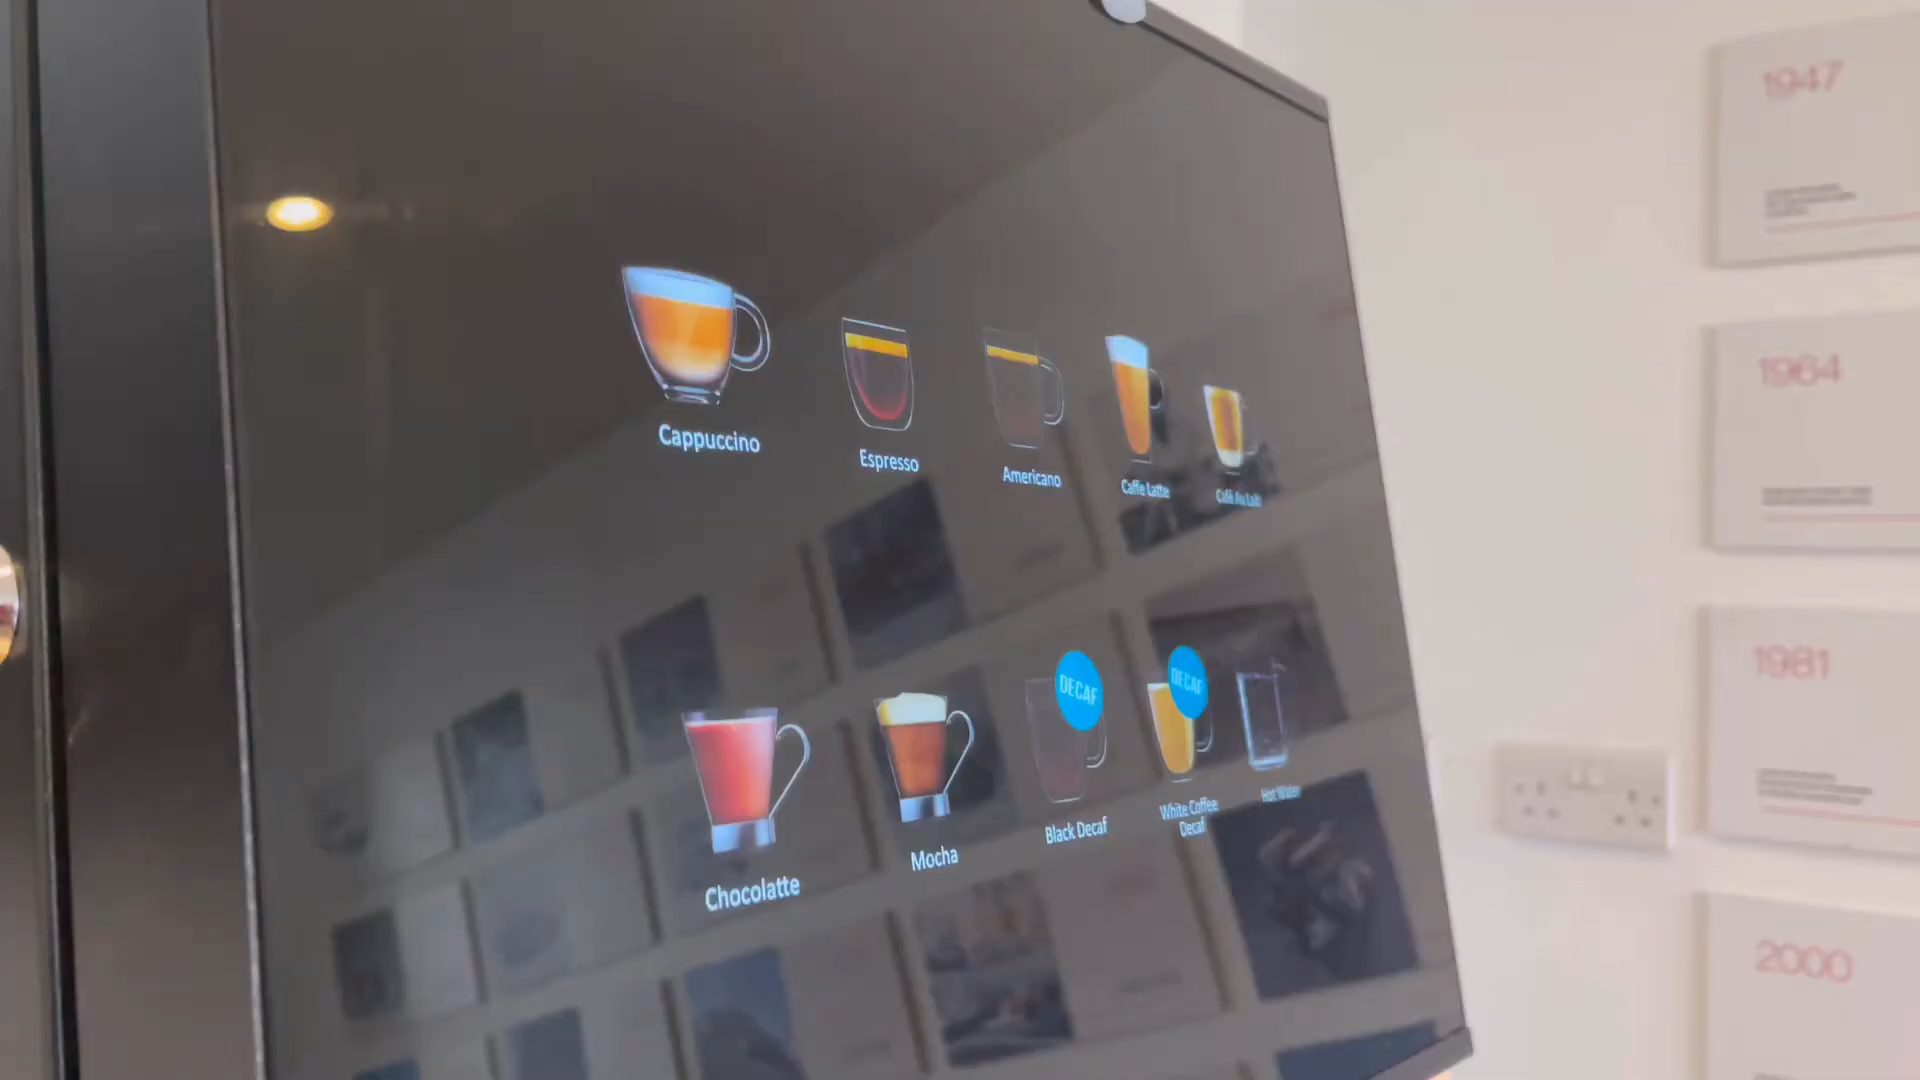 Cappuccino
Espresso
Americano
Caffe Latte
Café Au Lait
DECAF
DECAF
Chocolatte
Mocha
Black Decaf
White Coffee
Decaf
Hot Water
1947
1964
1981
2000